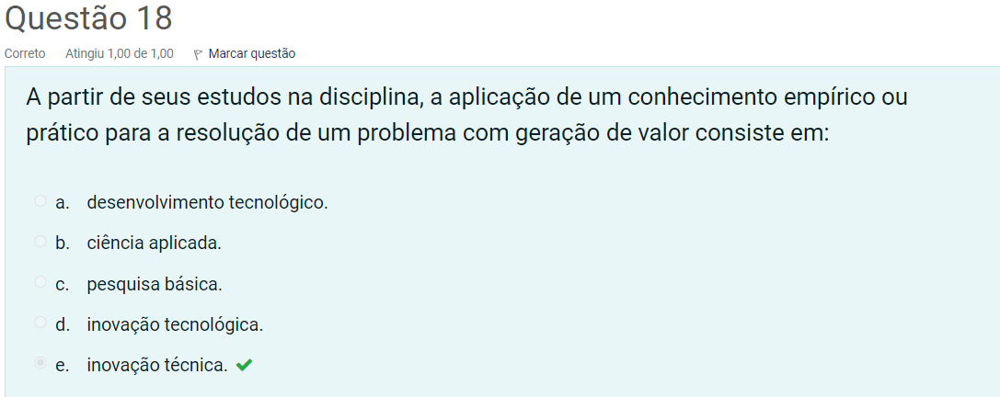 Questão 18
Correto Atingiu 1,00 de 1,00 Marcar questão
A partir de seus estudos na disciplina, a aplicação de um conhecimento empírico ou
prático para a resolução de um problema com geração de valor consiste em:
a. desenvolvimento tecnológico.
b. ciência aplicada.
c. pesquisa básica.
d. inovação tecnológica.
e. inovação técnica.